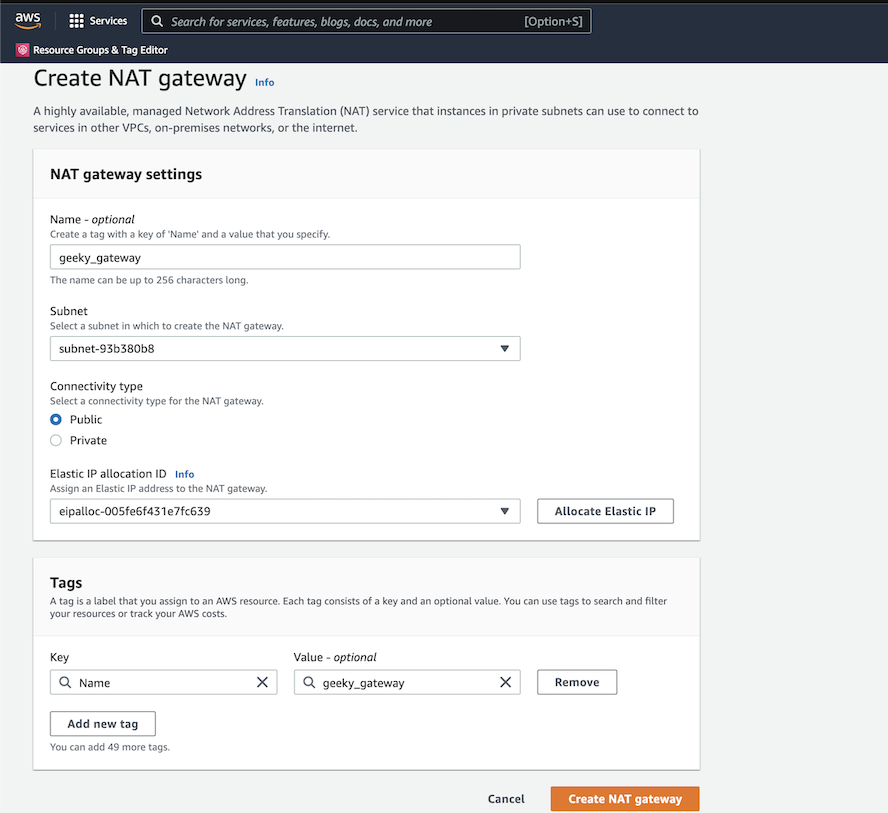 aws
Services
Search for services, features, blogs, docs, and more
[Option+S]
Resource Groups & Tag Editor
Create NAT gateway Info
A highly available, managed Network Address Translation (NAT) service that instances in private subnets can use to connect to
services in other VPCs, on-premises networks, or the internet.
NAT gateway settings
Name - optional
Create a tag with a key of 'Name' and a value that you specify.
geeky_gateway
The name can be up to 256 characters long.
Subnet
Select a subnet in which to create the NAT gateway.
subnet-93b380b8
Connectivity type
Select a connectivity type for the NAT gateway.
Public
Private
Elastic IP allocation ID Info
Assign an Elastic IP address to the NAT gateway.
eipalloc-005fe6f431e7fc639
Allocate Elastic IP
Tags
A tag is a label that you assign to an AWS resource. Each tag consists of a key and an optional value. You can use tags to search and filter
your resources or track your AWS costs.
Key
Value - optional
Name
geeky_gateway
Remove
Add new tag
You can add 49 more tags.
Cancel
Create NAT gateway